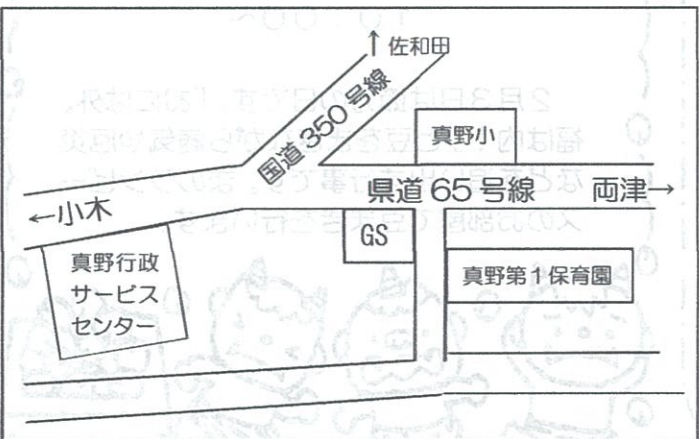 ↑佐和田
国道350号線
真野小
県道65号線 両津→
←小木
GS
真野行政
サービス
センター
真野第1保育園